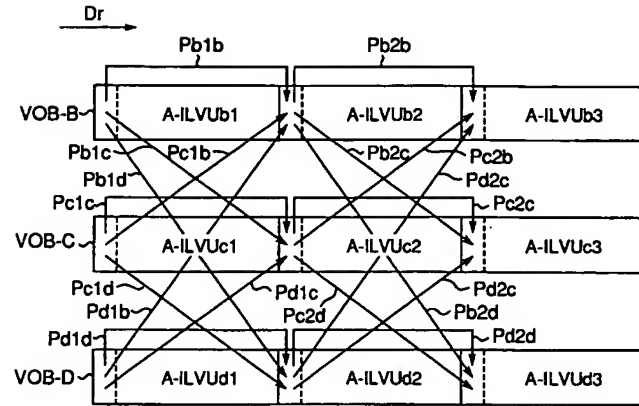 Dr
Pb1b Pb2b
VOB-B A-ILVUb1 A-ILVUb2 A-ILVUb3
Pb1c Pc1b Pb2c Pc2b
Pb1d Pd2c
Pc1c Pc2c
VOB-C A-ILVUc1 A-ILVUc2 A-ILVUc3
Pc1d Pd1c Pd2c
Pd1b Pc2d Pb2d
Pd1d Pd2d
VOB-D A-ILVUd1 A-ILVUd2 A-ILVUd3